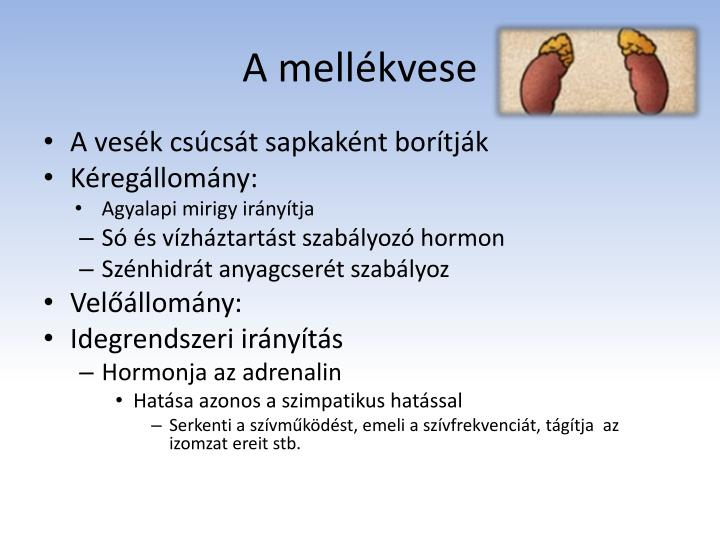 A mellékvese
• A vesék csúcsát sapkaként borítják
• Kéregállomány:
• Agyalapi mirigy irányítja
– Só és vízháztartást szabályozó hormon
– Szénhidrát anyagcserét szabályoz
• Velőállomány:
• Idegrendszeri irányítás
– Hormonja az adrenalin
• Hatása azonos a szimpatikus hatással
– Serkenti a szívműködést, emeli a szívfrekvenciát, tágítja az
izomzat ereit stb.